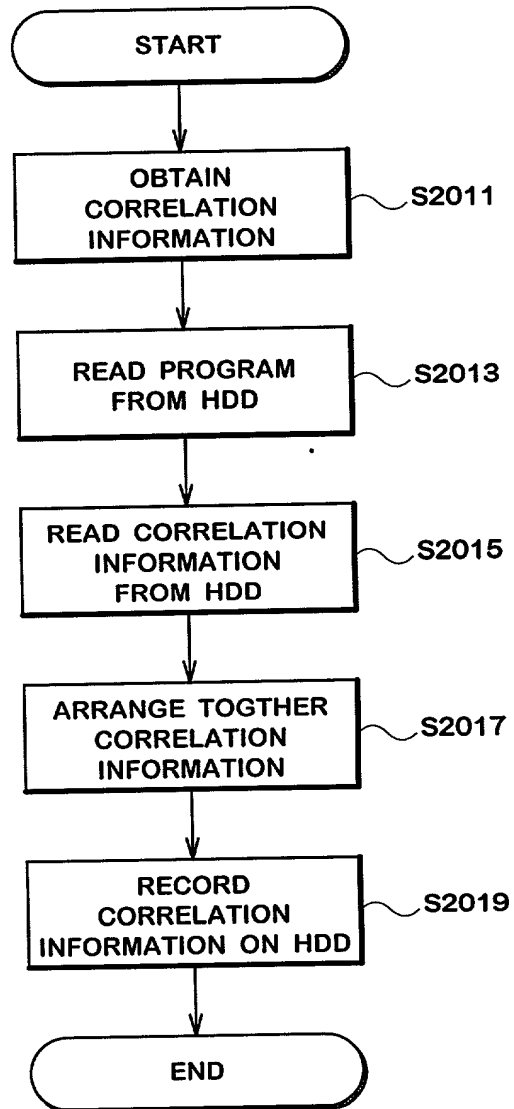 START
OBTAIN
CORRELATION
INFORMATION
S2011
READ PROGRAM
FROM HDD
S2013
READ CORRELATION
INFORMATION
FROM HDD
S2015
ARRANGE TOGTHER
CORRELATION
INFORMATION
S2017
RECORD
CORRELATION
INFORMATION ON HDD
S2019
END